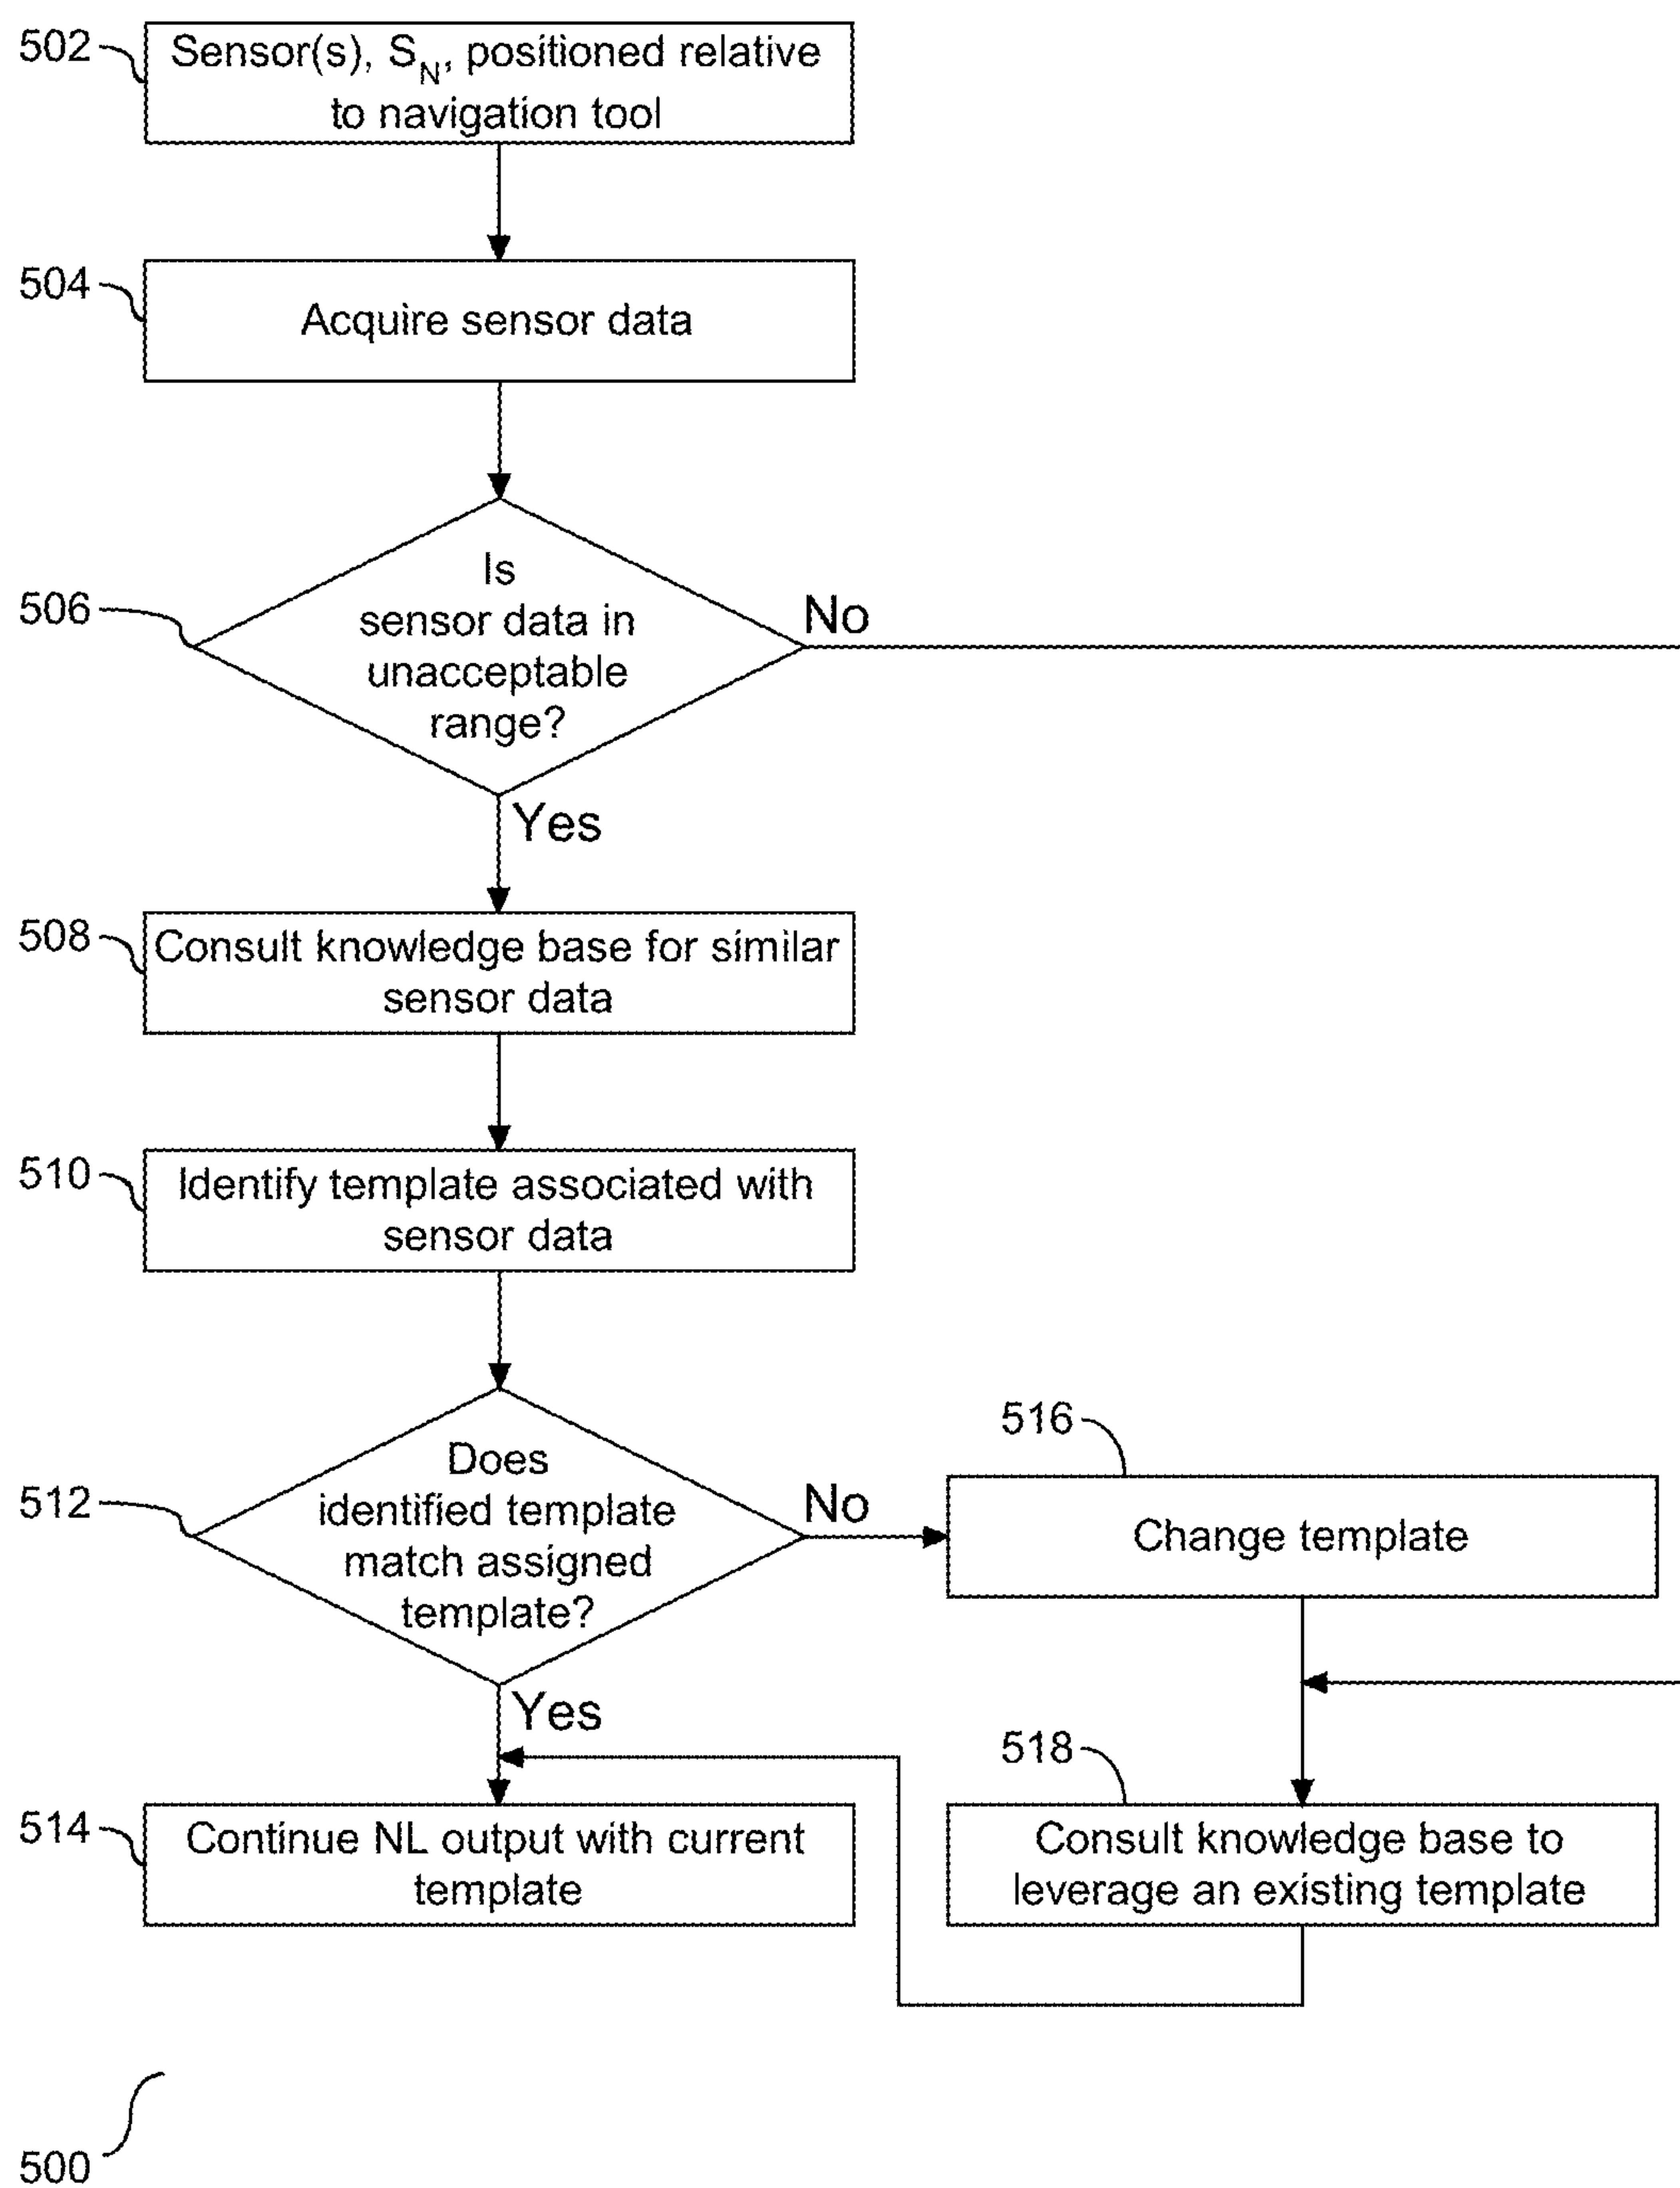 502
Sensor(s), S_N, positioned relative
to navigation tool
504
Acquire sensor data
506
Is
sensor data in
unacceptable
range?
No
Yes
508
Consult knowledge base for similar
sensor data
510
Identify template associated with
sensor data
512
Does
identified template
match assigned
template?
No
Yes
516
Change template
518
Consult knowledge base to
leverage an existing template
514
Continue NL output with current
template
500